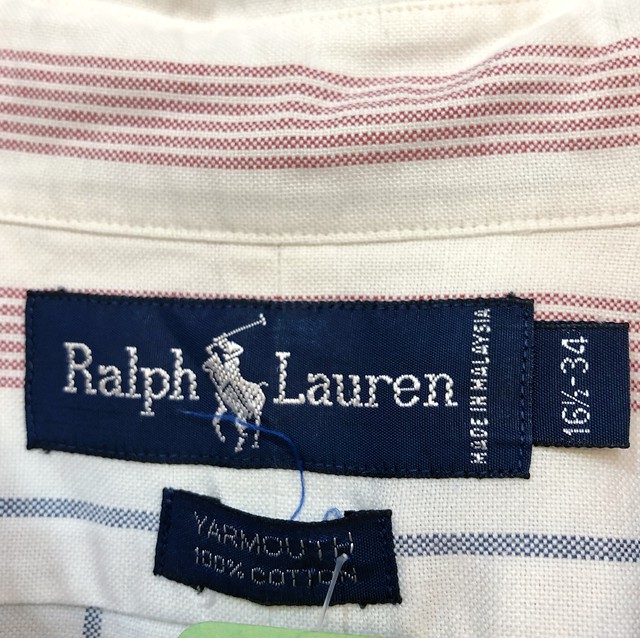 Ralph Lauren
MADE IN MALAYSIA
16½-34
YARMOUTH
100% COTTON